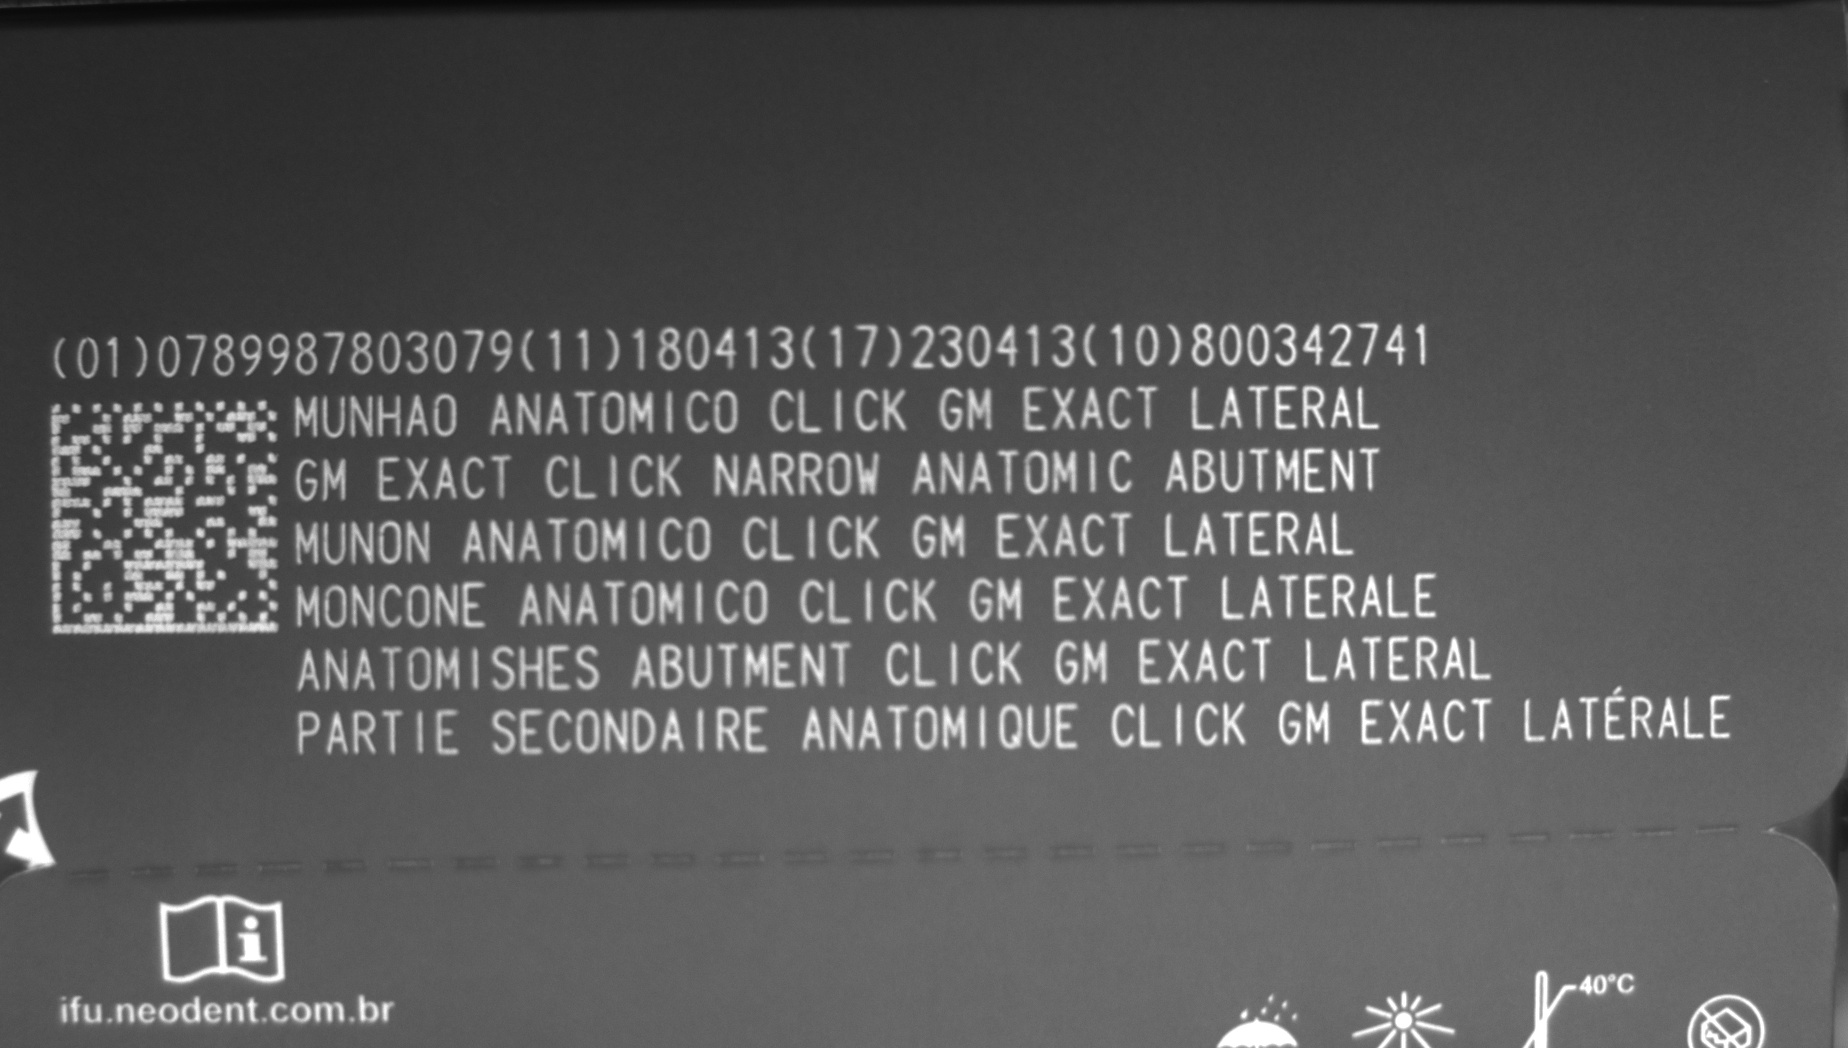 (01)0789987803079(11)180413(17)230413(10)800342741
MUNHAO ANATOMICO CLICK GM EXACT LATERAL
GM EXACT CLICK NARROW ANATOMIC ABUTMENT
MUNON ANATOMICO CLICK GM EXACT LATERAL
MONCONE ANATOMICO CLICK GM EXACT LATERALE
ANATOMISHES ABUTMENT CLICK GM EXACT LATERAL
PARTIE SECONDAIRE ANATOMIQUE CLICK GM EXACT LATÉRALE
i
ifu.neodent.com.br
40°C